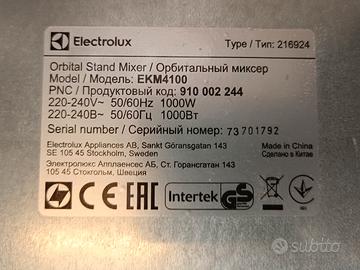 Electrolux
Type / Тип: 216924
Orbital Stand Mixer / Орбитальный миксер
Model / Модель: EKM4100
PNC / Продуктовый код: 910 002 244
220-240V~ 50/60Hz 1000W
220-240В~ 50/60Гц 1000Вт
Serial number / Серийный номер: 73701792
Electrolux Appliances AB, Sankt Göransgatan 143
SE 105 45 Stockholm, Sweden
Made in China
Сделано в Китае
Электролюкс Апплаенсес АБ, Ст. Горансгатан 143
105 45 Стокгольм, Швеция
CE EAC Intertek GS
subito